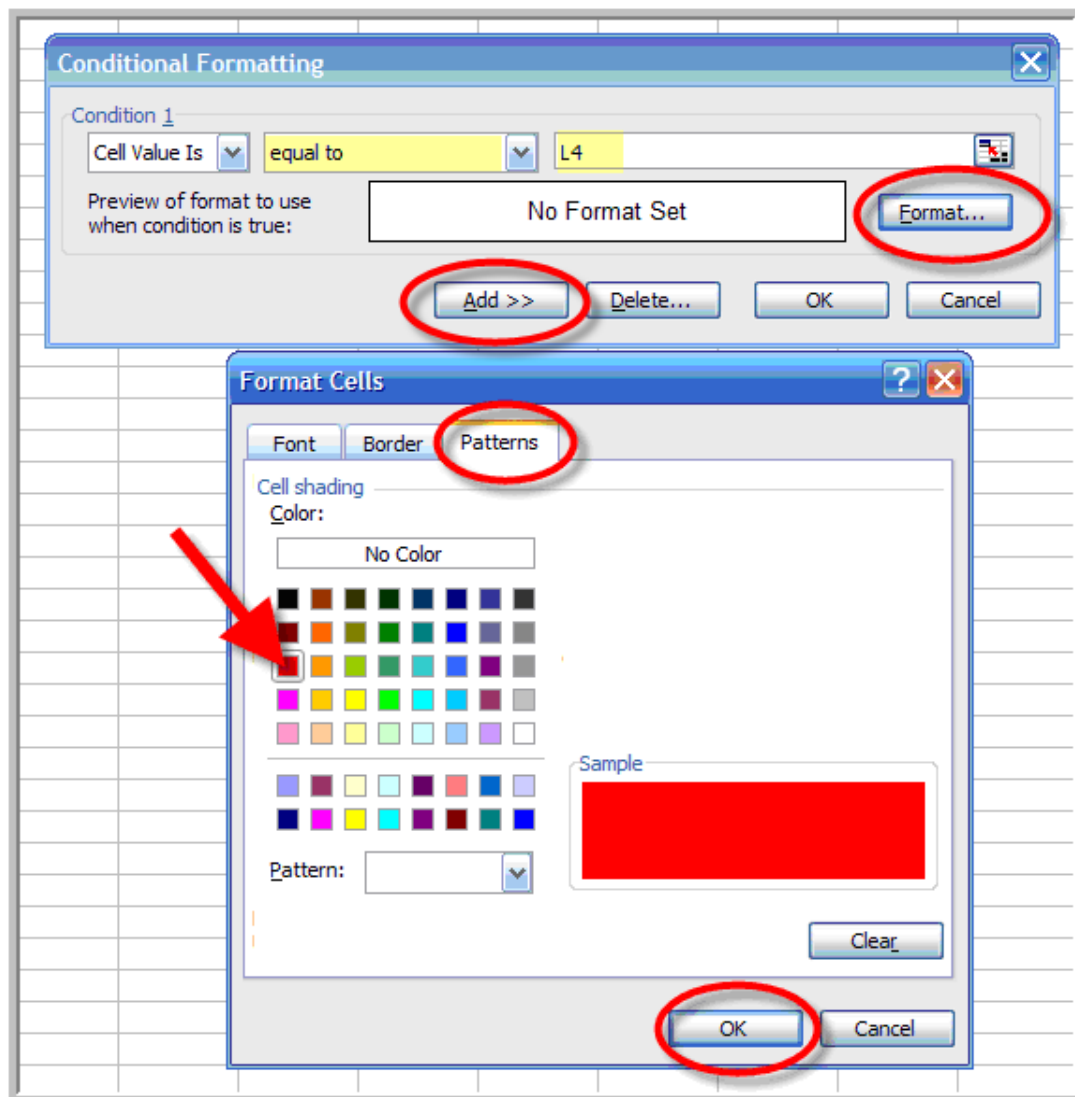 Conditional Formatting
Condition 1
Cell Value Is equal to L4
Preview of format to use
when condition is true:
No Format Set
Format...
Add >> Delete... OK Cancel
Format Cells
Font Border Patterns
Cell shading
Color:
No Color
Sample
Pattern:
Clear
OK Cancel